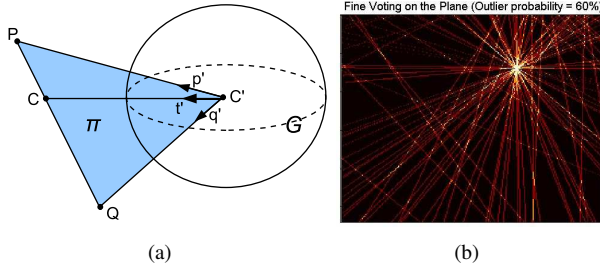 Fine Voting on the Plane (Outlier probability = 60%)
P
p'
C
t'
C'
π
q'
G
Q
(a)
(b)